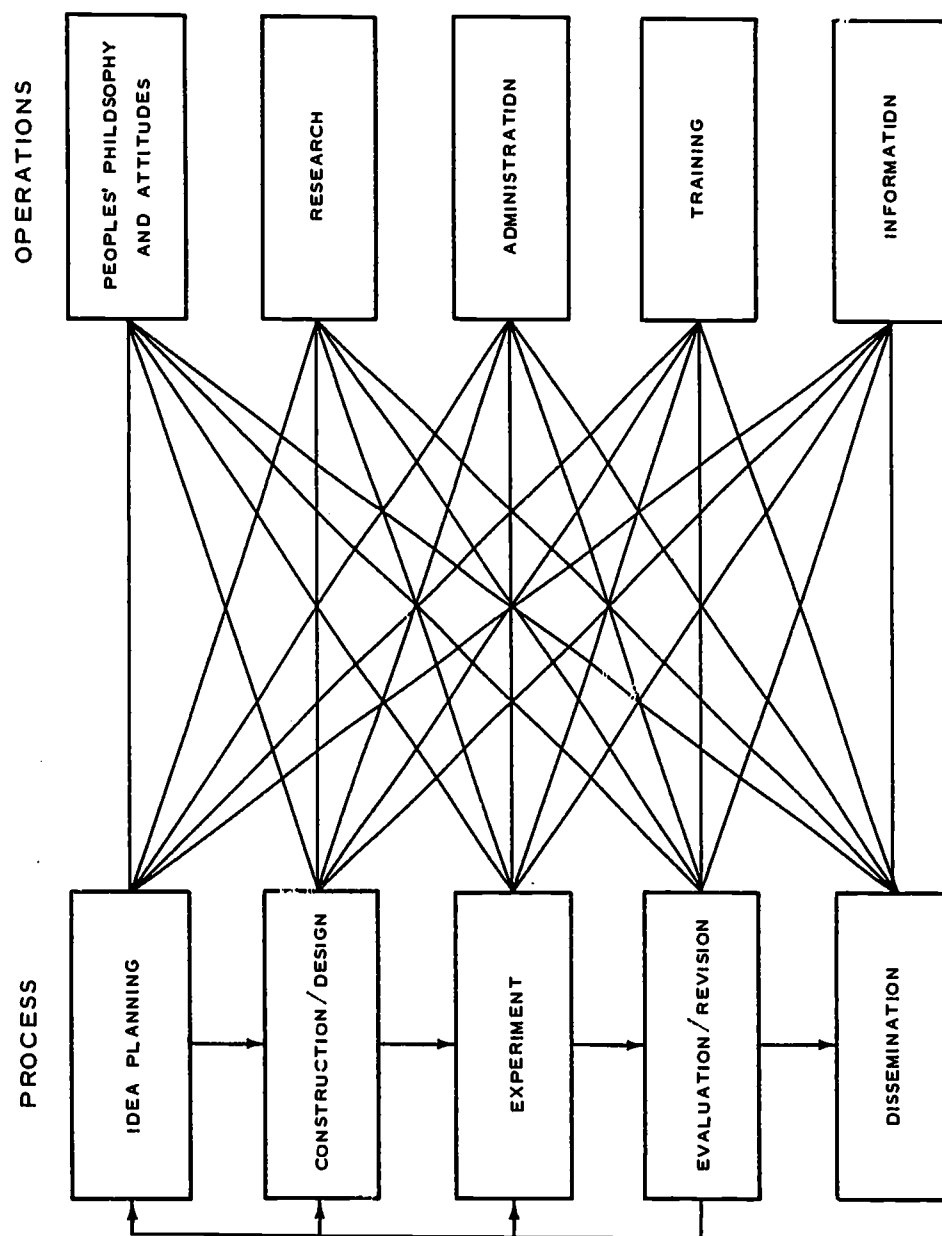 OPERATIONS
PEOPLES' PHILOSOPHY
AND ATTITUDES
RESEARCH
ADMINISTRATION
TRAINING
INFORMATION
PROCESS
IDEA PLANNING
CONSTRUCTION/DESIGN
EXPERIMENT
EVALUATION/REVISION
DISSEMINATION